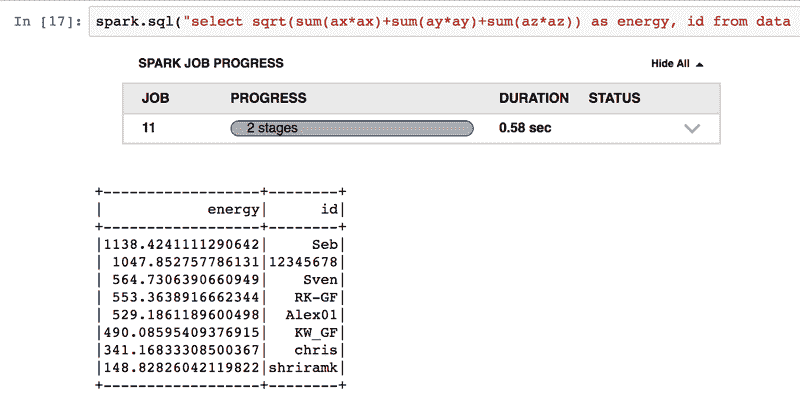 In [17]: spark.sql("select sqrt(sum(ax*ax)+sum(ay*ay)+sum(az*az)) as energy, id from data
SPARK JOB PROGRESS Hide All
JOB PROGRESS DURATION STATUS
11 2 stages 0.58 sec
+------------------+--------+
| energy| id|
+------------------+--------+
|1138.4241111290642| Seb|
| 1047.852757786131|12345678|
| 564.7306390660949| Sven|
| 553.3638916662344| RK-GF|
| 529.1861189600498| Alex01|
|490.08595409376915| KW_GF|
|341.16833308500367| chris|
|148.82826042119822|shriramk|
+------------------+--------+